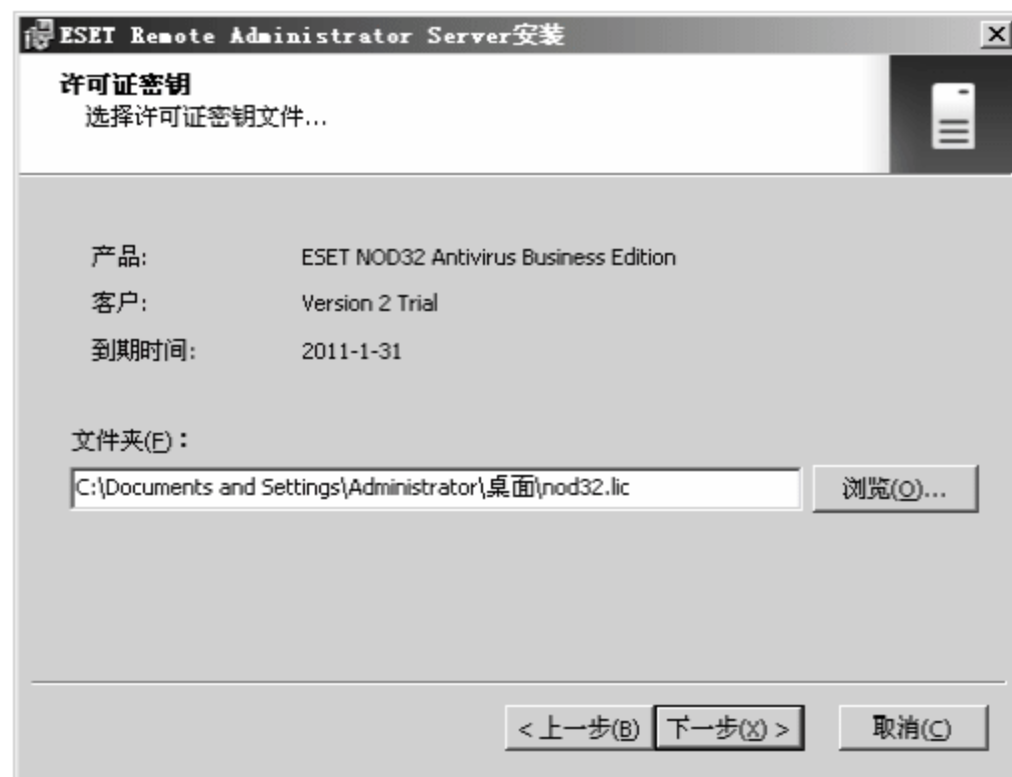 ESET Remote Administrator Server安装
许可证密钥
选择许可证密钥文件...
产品: ESET NOD32 Antivirus Business Edition
客户: Version 2 Trial
到期时间: 2011-1-31
文件夹(F)：
C:\Documents and Settings\Administrator\桌面\nod32.lic 浏览(O)...
< 上一步(B) 下一步(X) > 取消(C)